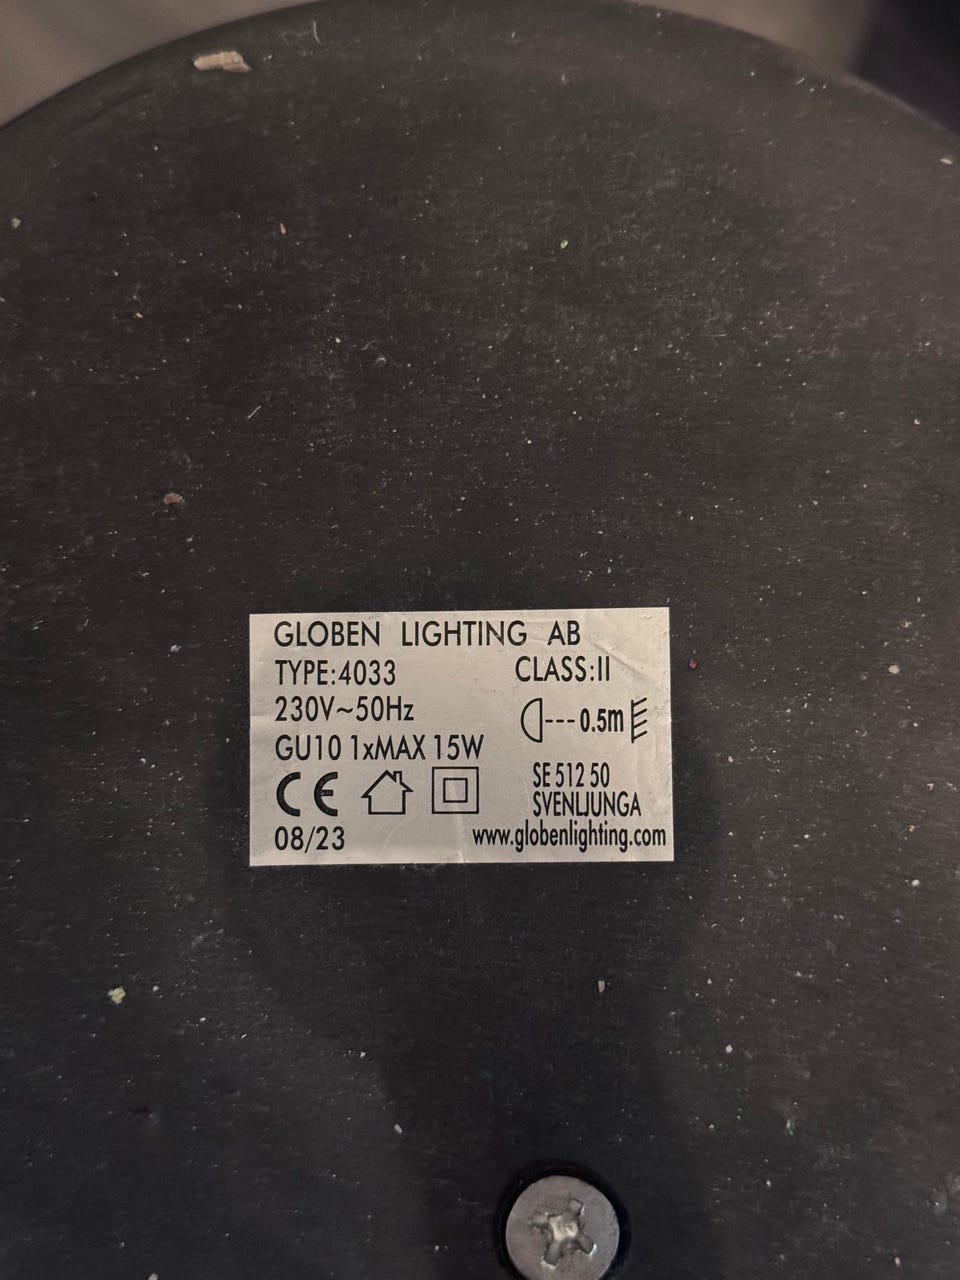 GLOBEN LIGHTING AB
TYPE:4033 CLASS:II
230V~50Hz
0.5m
GU10 1xMAX 15W
CE
SE 512 50
SVENLJUNGA
08/23 www.globenlighting.com